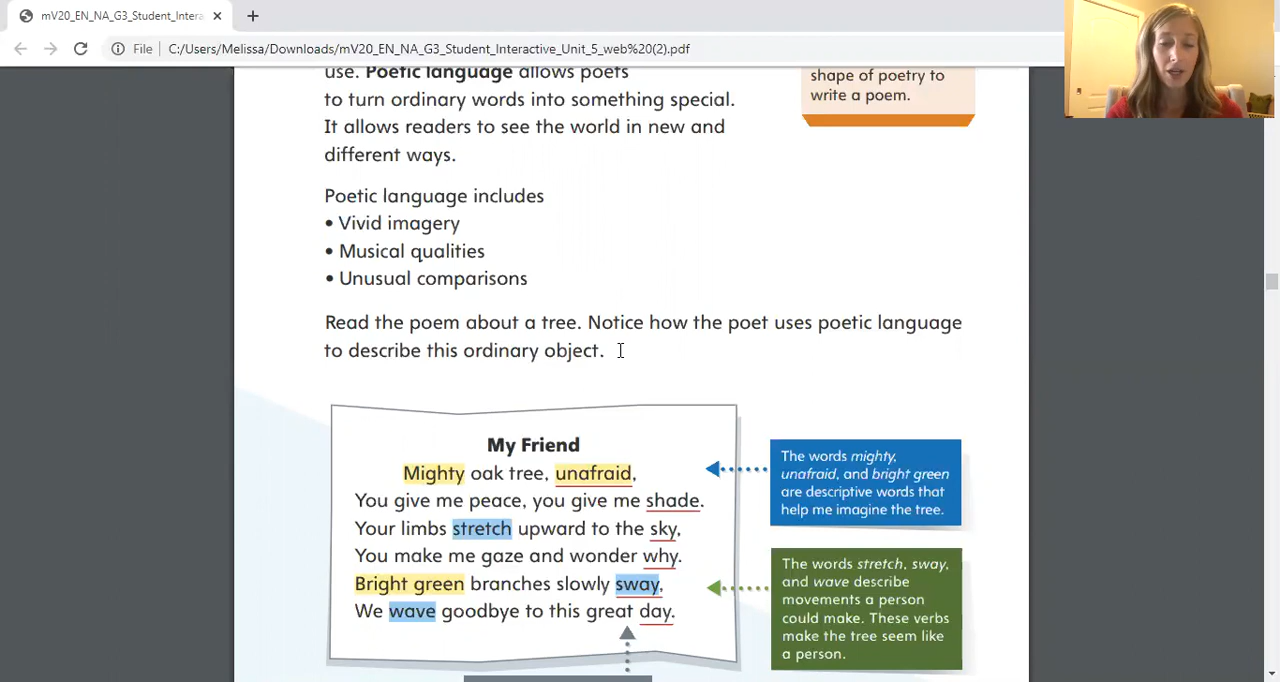 mV20_EN_NA_G3_Student_Intera
File
C:/Users/Melissa/Downloads/mV20_EN_NA_G3_Student_Interactive_Unit_5_web%20(2).pdf
use. Poetic language allows poets
to turn ordinary words into something special.
It allows readers to see the world in new and
different ways.
shape of poetry to
write a poem.
Poetic language includes
• Vivid imagery
• Musical qualities
• Unusual comparisons
Read the poem about a tree. Notice how the poet uses poetic language
to describe this ordinary object.
My Friend
Mighty oak tree, unafraid,
You give me peace, you give me shade.
Your limbs stretch upward to the sky,
You make me gaze and wonder why.
Bright green branches slowly sway,
We wave goodbye to this great day.
The words mighty,
unafraid, and bright green
are descriptive words that
help me imagine the tree.
The words stretch, sway,
and wave describe
movements a person
could make. These verbs
make the tree seem like
a person.